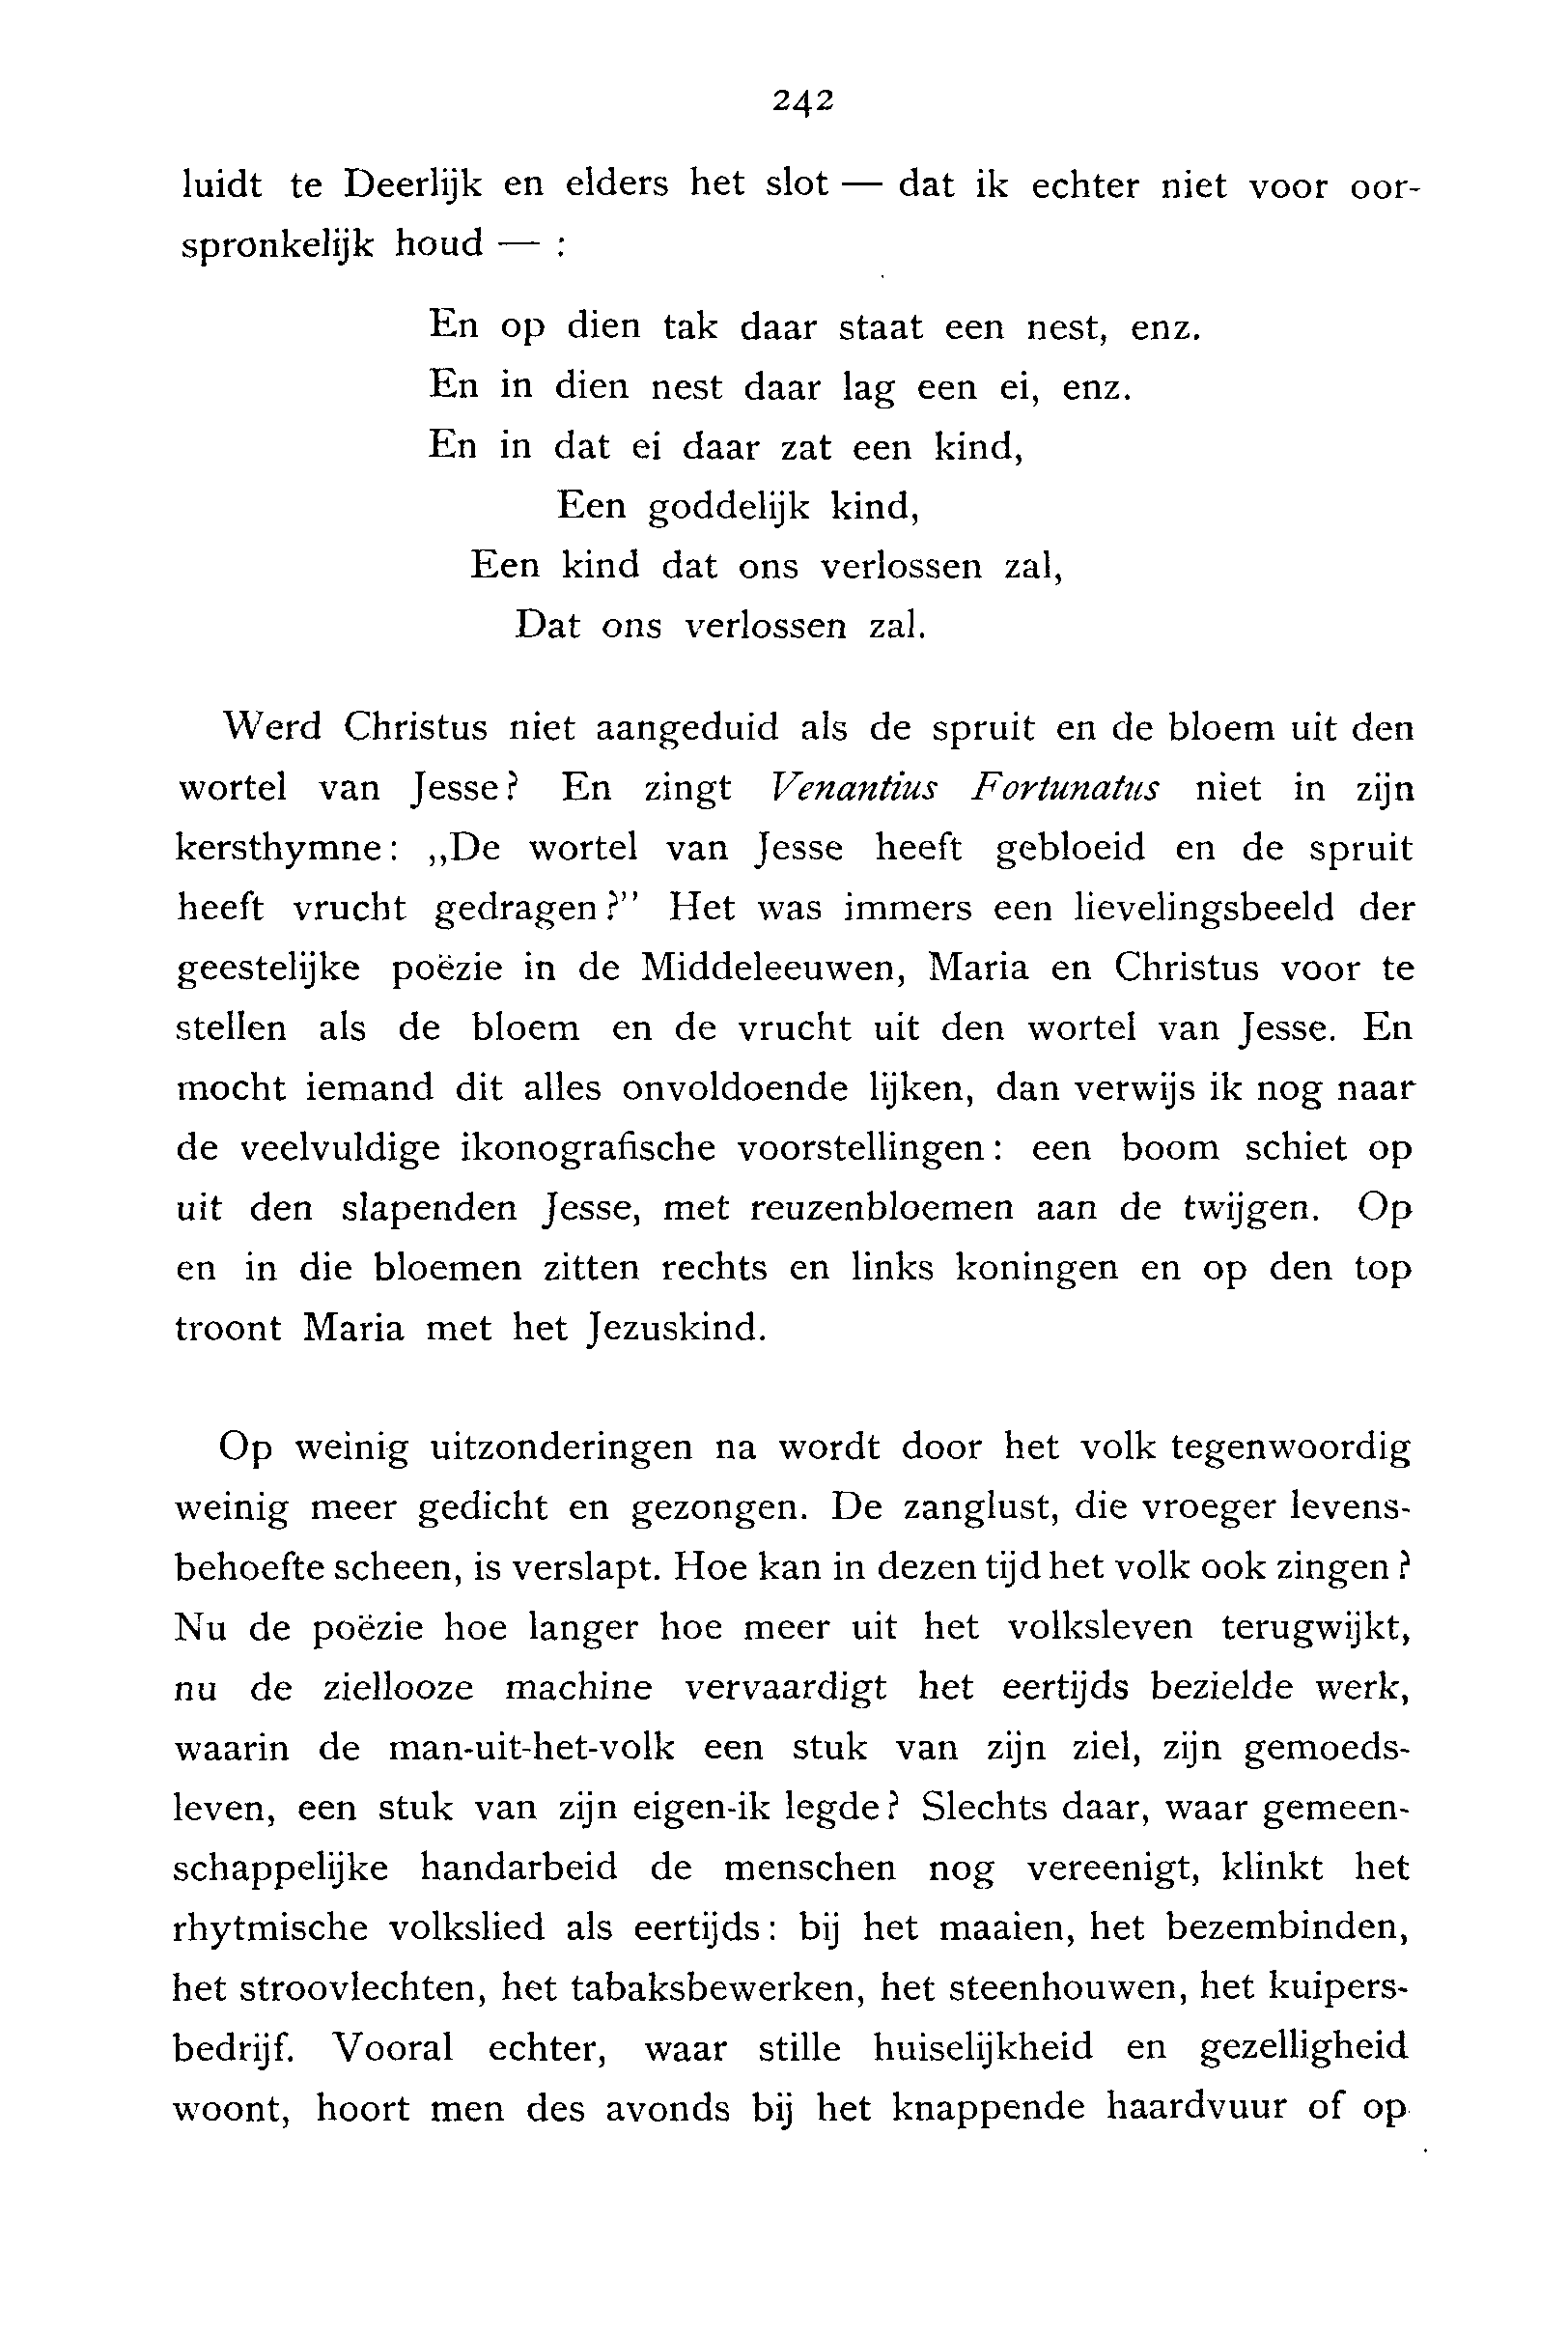 242
luidt te Deerlijk en elders het slot — dat ik echter niet voor oor-
spronkelijk houd — :
En op dien tak daar staat een nest, enz.
En in dien nest daar lag een ei, enz.
En in dat ei daar zat een kind,
Een goddelijk kind,
Een kind dat ons verlossen zal,
Dat ons verlossen zal.
Werd Christus niet aangeduid als de spruit en de bloem uit den
wortel van Jesse? En zingt Venantius Fortunatus niet in zijn
kersthymne: „De wortel van Jesse heeft gebloeid en de spruit
heeft vrucht gedragen?” Het was immers een lievelingsbeeld der
geestelijke poëzie in de Middeleeuwen, Maria en Christus voor te
stellen als de bloem en de vrucht uit den wortel van Jesse. En
mocht iemand dit alles onvoldoende lijken, dan verwijs ik nog naar
de veelvuldige ikonografische voorstellingen: een boom schiet op
uit den slapenden Jesse, met reuzenbloemen aan de twijgen. Op
en in die bloemen zitten rechts en links koningen en op den top
troont Maria met het Jezuskind.
Op weinig uitzonderingen na wordt door het volk tegenwoordig
weinig meer gedicht en gezongen. De zanglust, die vroeger levens-
behoefte scheen, is verslapt. Hoe kan in dezen tijd het volk ook zingen?
Nu de poëzie hoe langer hoe meer uit het volksleven terugwijkt,
nu de ziellooze machine vervaardigt het eertijds bezielde werk,
waarin de man-uit-het-volk een stuk van zijn ziel, zijn gemoeds-
leven, een stuk van zijn eigen-ik legde? Slechts daar, waar gemeen-
schappelijke handarbeid de menschen nog vereenigt, klinkt het
rhytmische volkslied als eertijds: bij het maaien, het bezembinden,
het stroovlechten, het tabaksbewerken, het steenhouwen, het kuipers-
bedrijf. Vooral echter, waar stille huiselijkheid en gezelligheid
woont, hoort men des avonds bij het knappende haardvuur of op